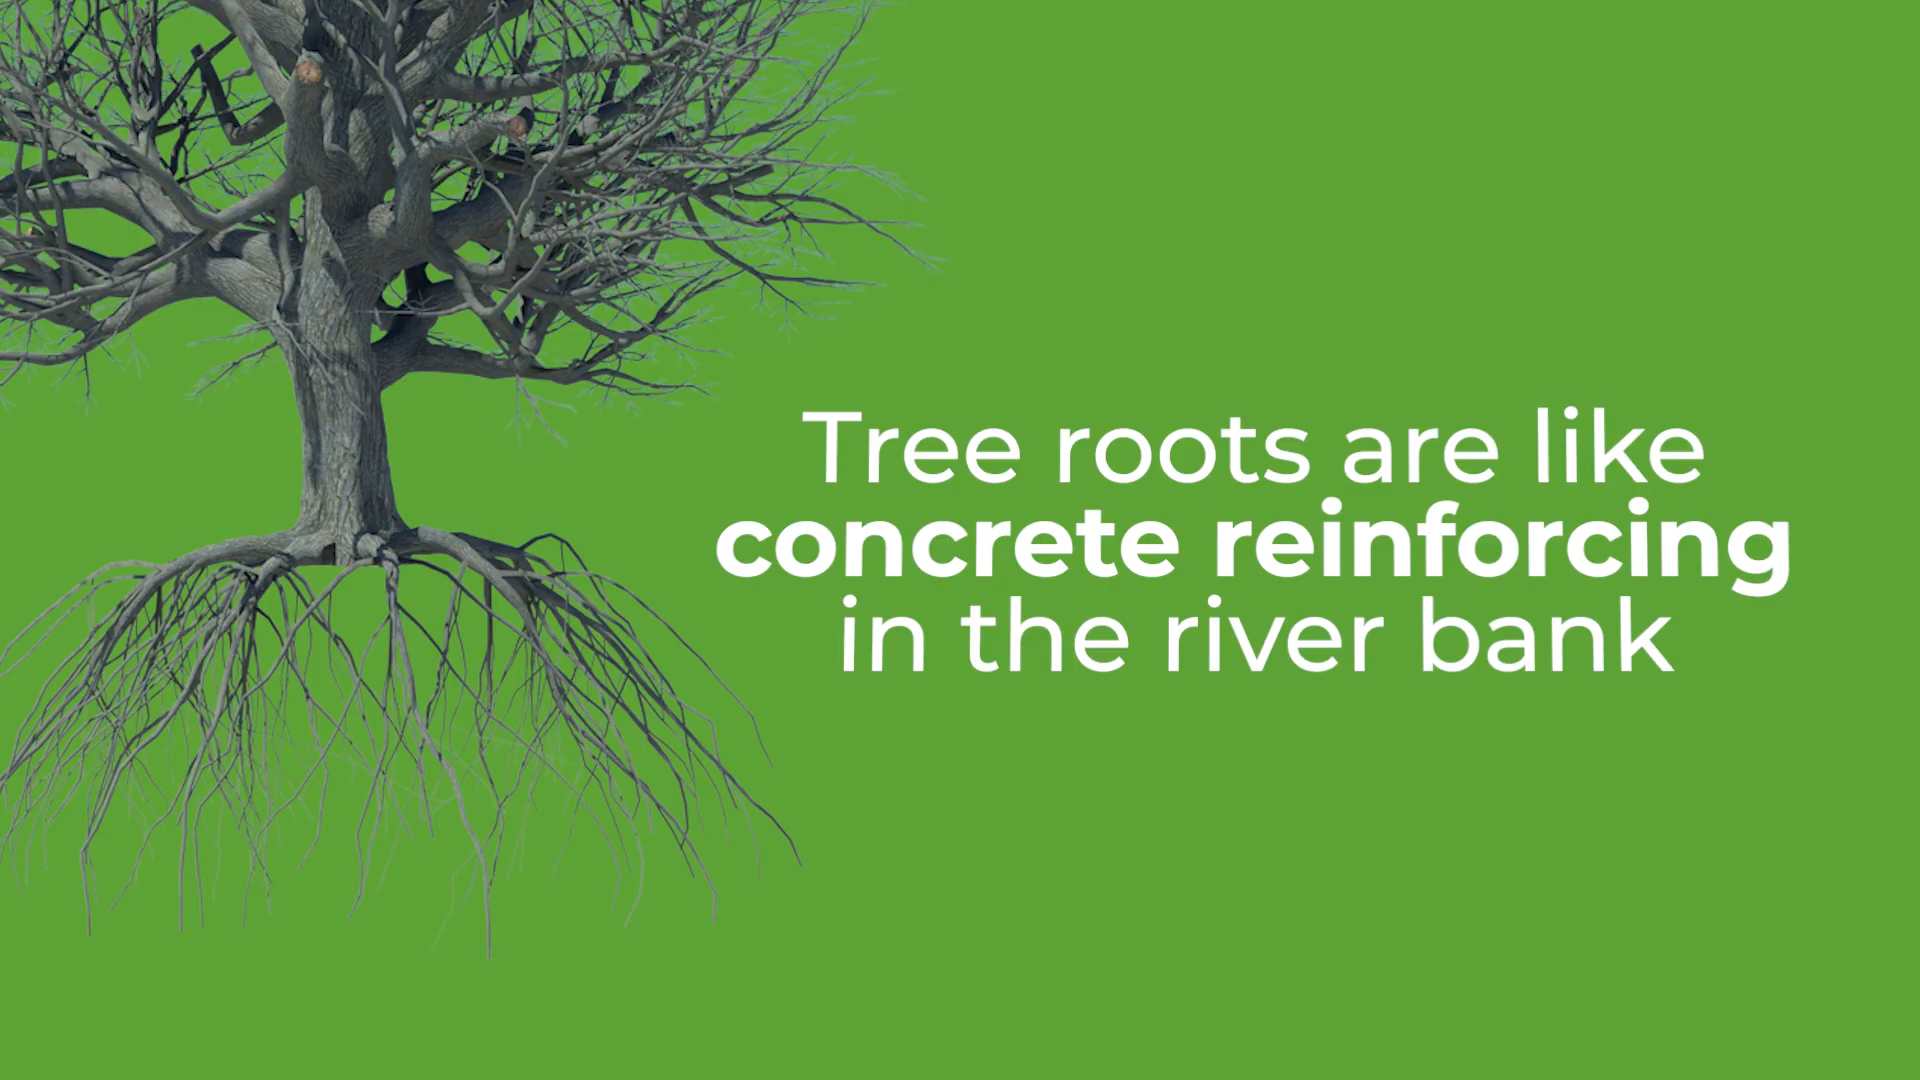 Tree roots are like
concrete reinforcing
in the river bank